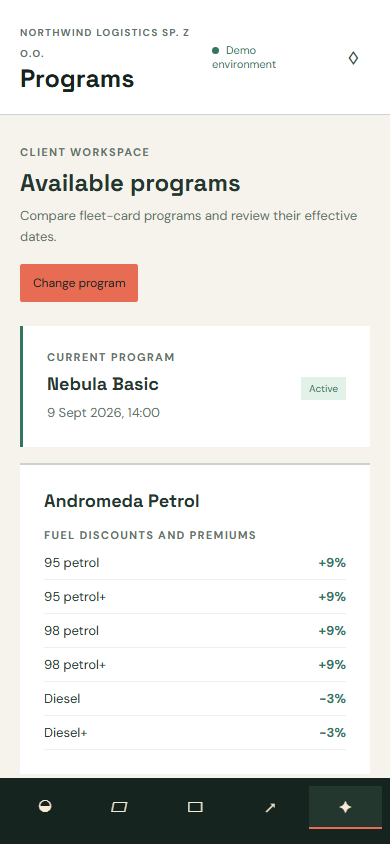 NORTHWIND LOGISTICS SP. Z
O.O.
Programs
Demo
environment
CLIENT WORKSPACE
Available programs
Compare fleet-card programs and review their effective
dates.
Change program
CURRENT PROGRAM
Nebula Basic
Active
9 Sept 2026, 14:00
Andromeda Petrol
FUEL DISCOUNTS AND PREMIUMS
95 petrol +9%
95 petrol+ +9%
98 petrol +9%
98 petrol+ +9%
Diesel −3%
Diesel+ −3%